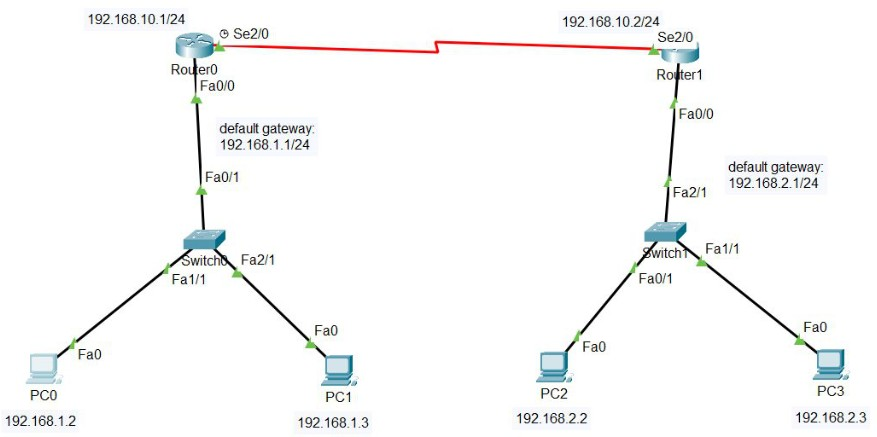 192.168.10.1/24
Se2/0
Router0
Fa0/0
default gateway:
192.168.1.1/24
Fa0/1
Switch0
Fa2/1
Fa1/1
Fa0
Fa0
PC0
PC1
192.168.1.2
192.168.1.3
192.168.10.2/24
Se2/0
Router1
Fa0/0
default gateway:
192.168.2.1/24
Fa2/1
Switch1
Fa1/1
Fa0/1
Fa0
Fa0
PC2
PC3
192.168.2.2
192.168.2.3